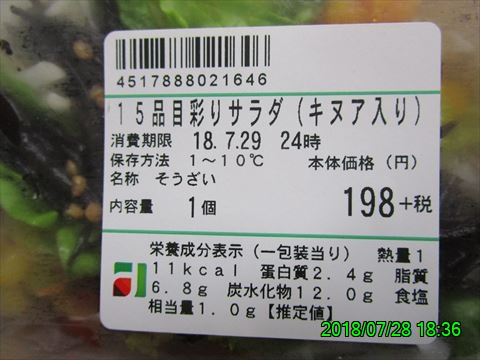 4517888021646
15品目彩りサラダ(キヌア入り)
消費期限 18.7.29 24時
保存方法 1～10℃ 本体価格(円)
名称 そうざい
内容量 1個 198+税
栄養成分表示(一包装当り) 熱量1
11kcal 蛋白質2.4g 脂質
6.8g 炭水化物12.0g 食塩
相当量1.0g【推定値】
2018/07/28 18:36